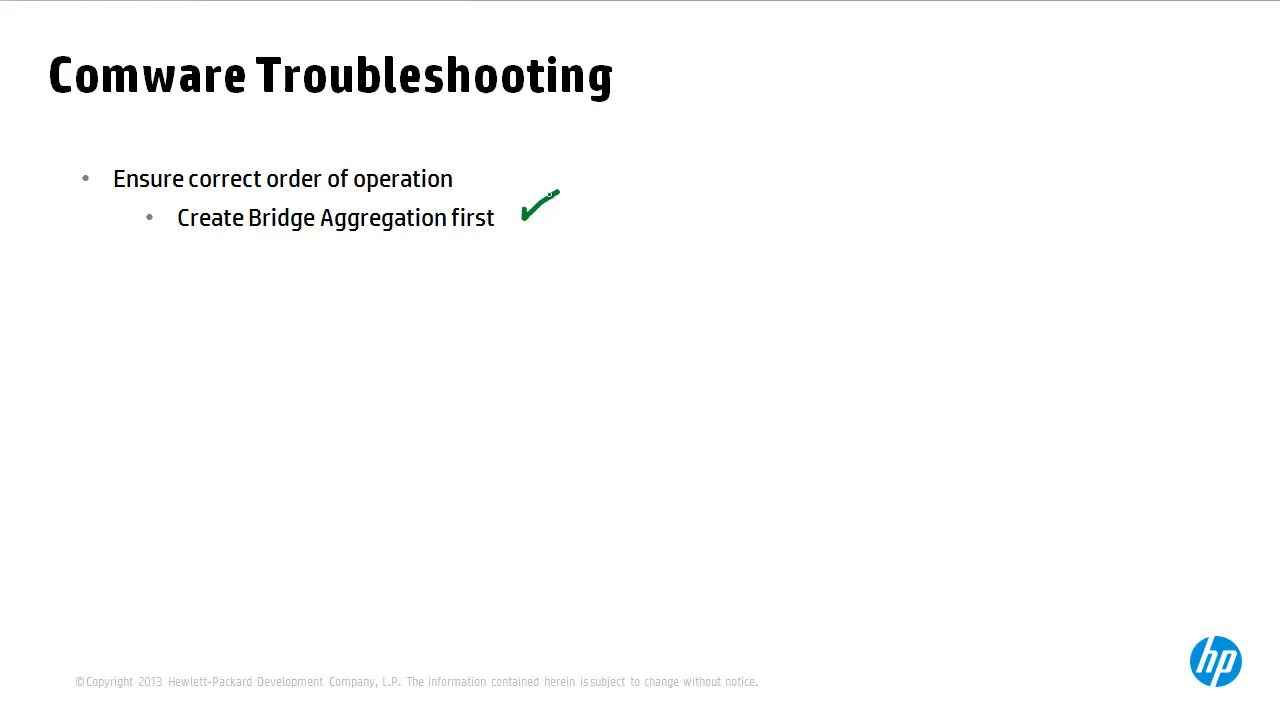 Comware Troubleshooting
• Ensure correct order of operation
• Create Bridge Aggregation first
hp
©Copyright 2013 Hewlett-Packard Development Company, L.P. The information contained herein is subject to change without notice.